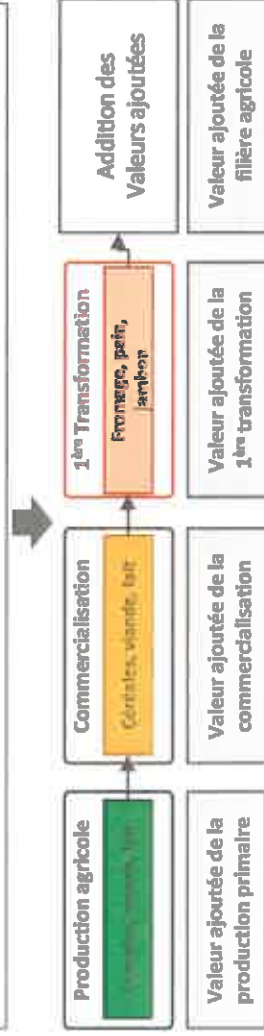 Production agricole
Commercialisation
Céréales, viande, lait
1ère Transformation
Fromage, pain,
jambon
Addition des
Valeurs ajoutées
Valeur ajoutée de la
production primaire
Valeur ajoutée de la
commercialisation
Valeur ajoutée de la
1ère transformation
Valeur ajoutée de la
filière agricole